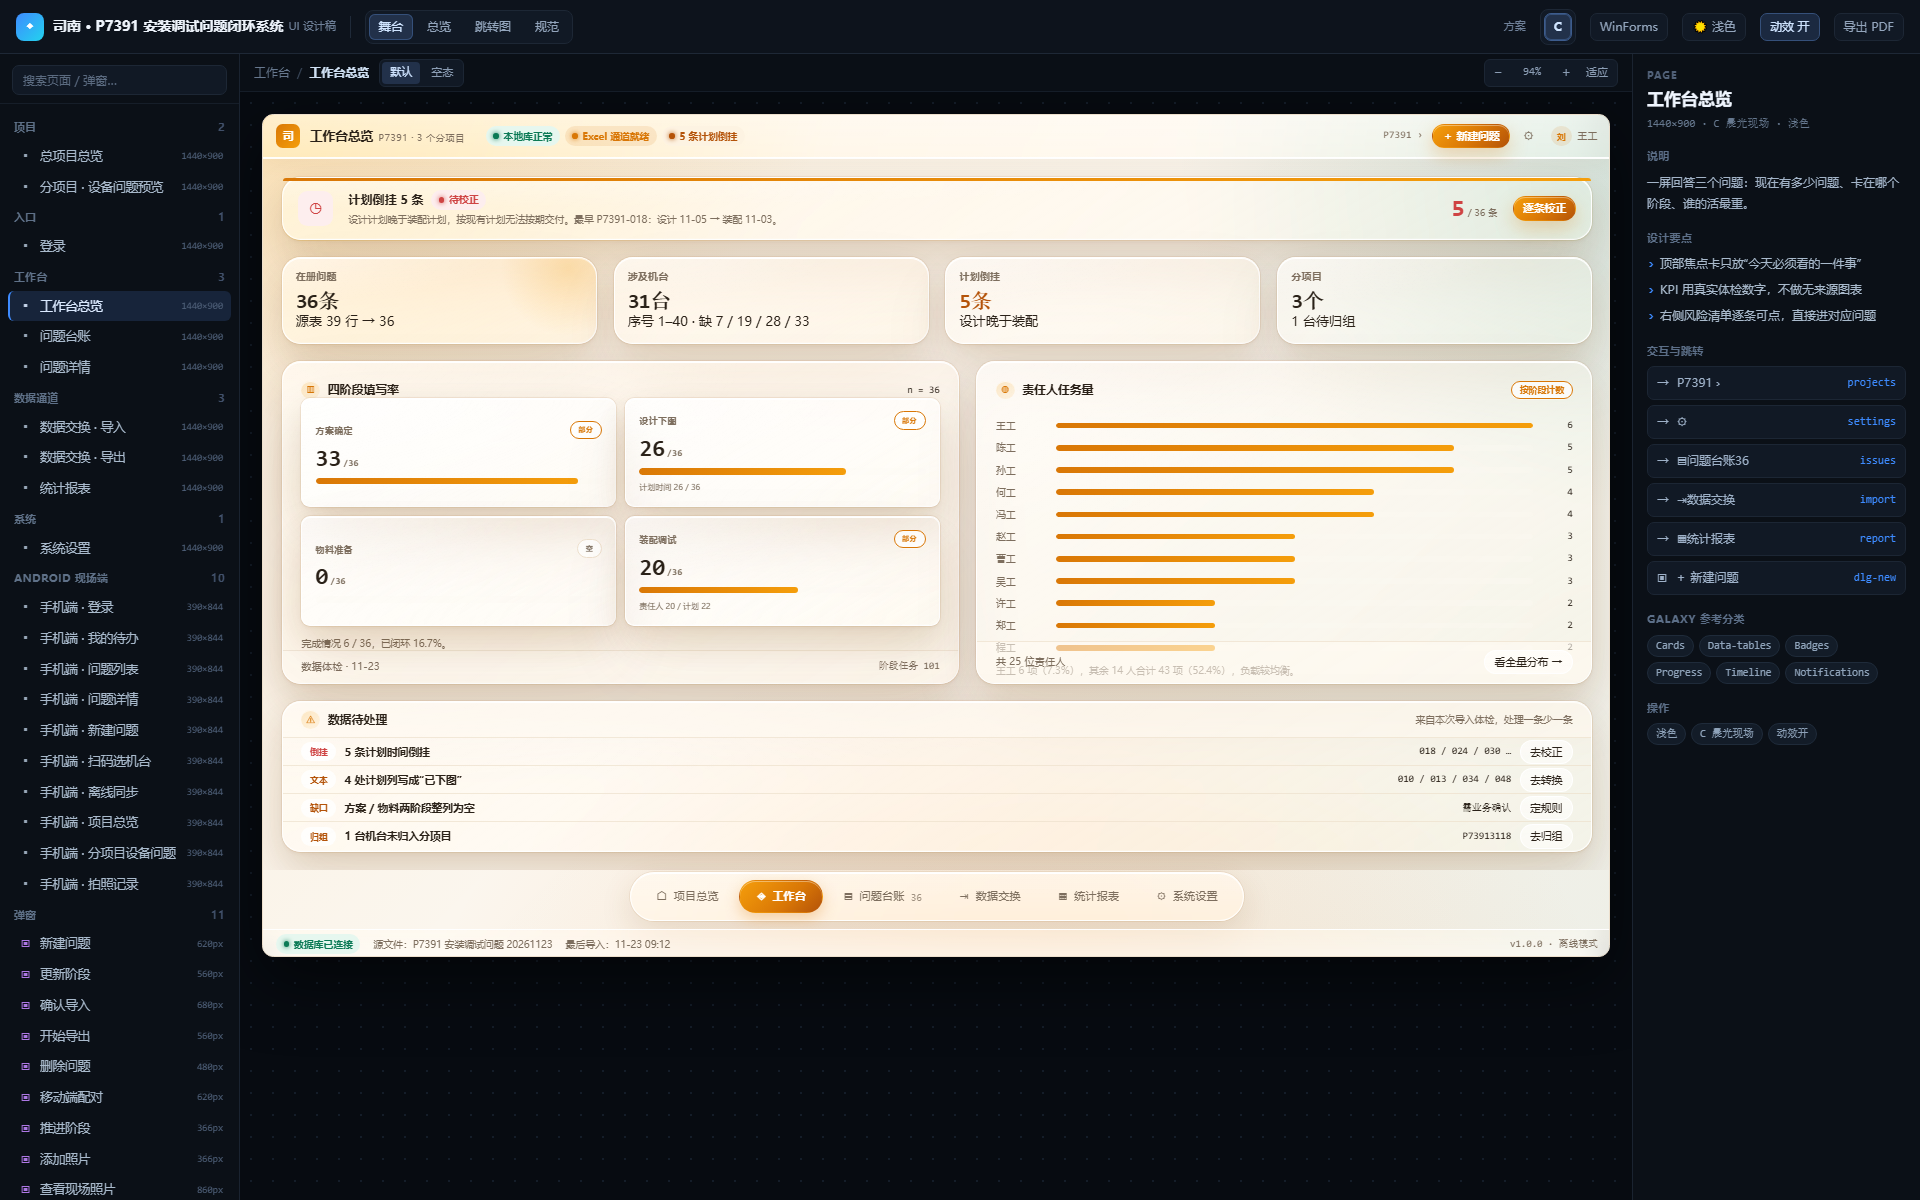 司南 • P7391 安装调试问题闭环系统 UI 设计稿
舞台 总览 跳转图 规范
方案 C WinForms 浅色 动效 开 导出 PDF
搜索页面 / 弹窗...
项目 2
总项目总览 1440×900
分项目 · 设备问题预览 1440×900
入口 1
登录 1440×900
工作台 3
工作台总览 1440×900
问题台账 1440×900
问题详情 1440×900
数据通道 3
数据交换 · 导入 1440×900
数据交换 · 导出 1440×900
统计报表 1440×900
系统 1
系统设置 1440×900
ANDROID 现场端 10
手机端 · 登录 390×844
手机端 · 我的待办 390×844
手机端 · 问题列表 390×844
手机端 · 问题详情 390×844
手机端 · 新建问题 390×844
手机端 · 扫码选机台 390×844
手机端 · 离线同步 390×844
手机端 · 项目总览 390×844
手机端 · 分项目设备问题 390×844
手机端 · 拍照记录 390×844
弹窗 11
新建问题 620px
更新阶段 560px
确认导入 680px
开始导出 560px
删除问题 480px
移动端配对 620px
推进阶段 366px
添加照片 366px
查看现场照片 860px
工作台 / 工作台总览 默认 空态
− 94% + 适应
司 工作台总览 P7391 · 3 个分项目 本地库正常 Excel 通道就绪 5 条计划倒挂
P7391 › + 新建问题 刘 王工
计划倒挂 5 条 待校正
设计计划晚于装配计划，按现有计划无法按期交付。最早 P7391-018：设计 11-05 → 装配 11-03。
5 / 36 条 逐条校正
在册问题
36条
源表 39 行 → 36
涉及机台
31台
序号 1–40 · 缺 7 / 19 / 28 / 33
计划倒挂
5条
设计晚于装配
分项目
3个
1 台待归组
四阶段填写率 n = 36
方案确定 部分
33 /36
设计下图 部分
26 /36
计划时间 26 / 36
物料准备 空
0 /36
装配调试 部分
20 /36
责任人 20 / 计划 22
完成情况 6 / 36，已闭环 16.7%。
数据体检 · 11-23 阶段任务 101
责任人任务量 按阶段计数
王工 6
陈工 5
孙工 5
何工 4
冯工 4
赵工 3
曹工 3
吴工 3
许工 2
郑工 2
程工 2
共 25 位责任人 看全量分布 →
王工 6 项（7.3%），其余 14 人合计 43 项（52.4%），负载较均衡。
数据待处理 来自本次导入体检，处理一条少一条
倒挂 5 条计划时间倒挂 018 / 024 / 030 … 去校正
文本 4 处计划列写成“已下图” 010 / 013 / 034 / 048 去转换
缺口 方案 / 物料两阶段整列为空 需业务确认 定规则
归组 1 台机台未归入分项目 P73913118 去归组
项目总览 工作台 问题台账 36 数据交换 统计报表 系统设置
数据库已连接 源文件：P7391 安装调试问题 20261123 最后导入：11-23 09:12
v1.0.0 · 离线模式
PAGE
工作台总览
1440×900 · C 晨光现场 · 浅色
说明
一屏回答三个问题：现在有多少问题、卡在哪个
阶段、谁的活最重。
设计要点
› 顶部焦点卡只放“今天必须看的一件事”
› KPI 用真实体检数字，不做无来源图表
› 右侧风险清单逐条可点，直接进对应问题
交互与跳转
→ P7391 › projects
→ ⚙ settings
→ 问题台账36 issues
→ 数据交换 import
→ 统计报表 report
+ 新建问题 dlg-new
GALAXY 参考分类
Cards Data-tables Badges
Progress Timeline Notifications
操作
浅色 C 晨光现场 动效开